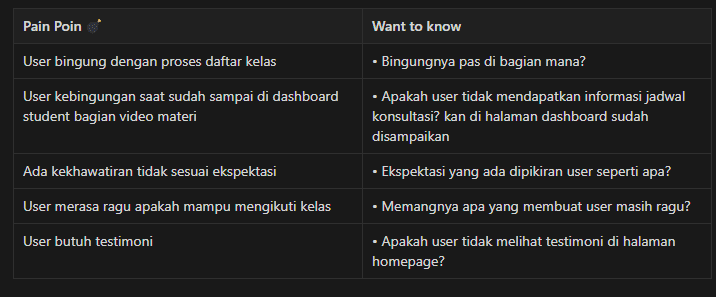 Pain Poin 💣
Want to know
User bingung dengan proses daftar kelas
• Bingungnya pas di bagian mana?
User kebingungan saat sudah sampai di dashboard
student bagian video materi
• Apakah user tidak mendapatkan informasi jadwal
konsultasi? kan di halaman dashboard sudah
disampaikan
Ada kekhawatiran tidak sesuai ekspektasi
• Ekspektasi yang ada dipikiran user seperti apa?
User merasa ragu apakah mampu mengikuti kelas
• Memangnya apa yang membuat user masih ragu?
User butuh testimoni
• Apakah user tidak melihat testimoni di halaman
homepage?